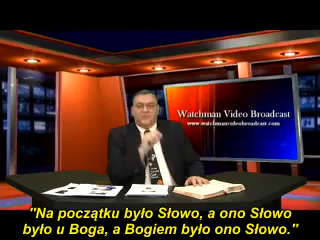 Watchman Video Broadcast
www.watchmanvideobroadcast.com
"Na początku było Słowo, a ono Słowo
było u Boga, a Bogiem było ono Słowo."